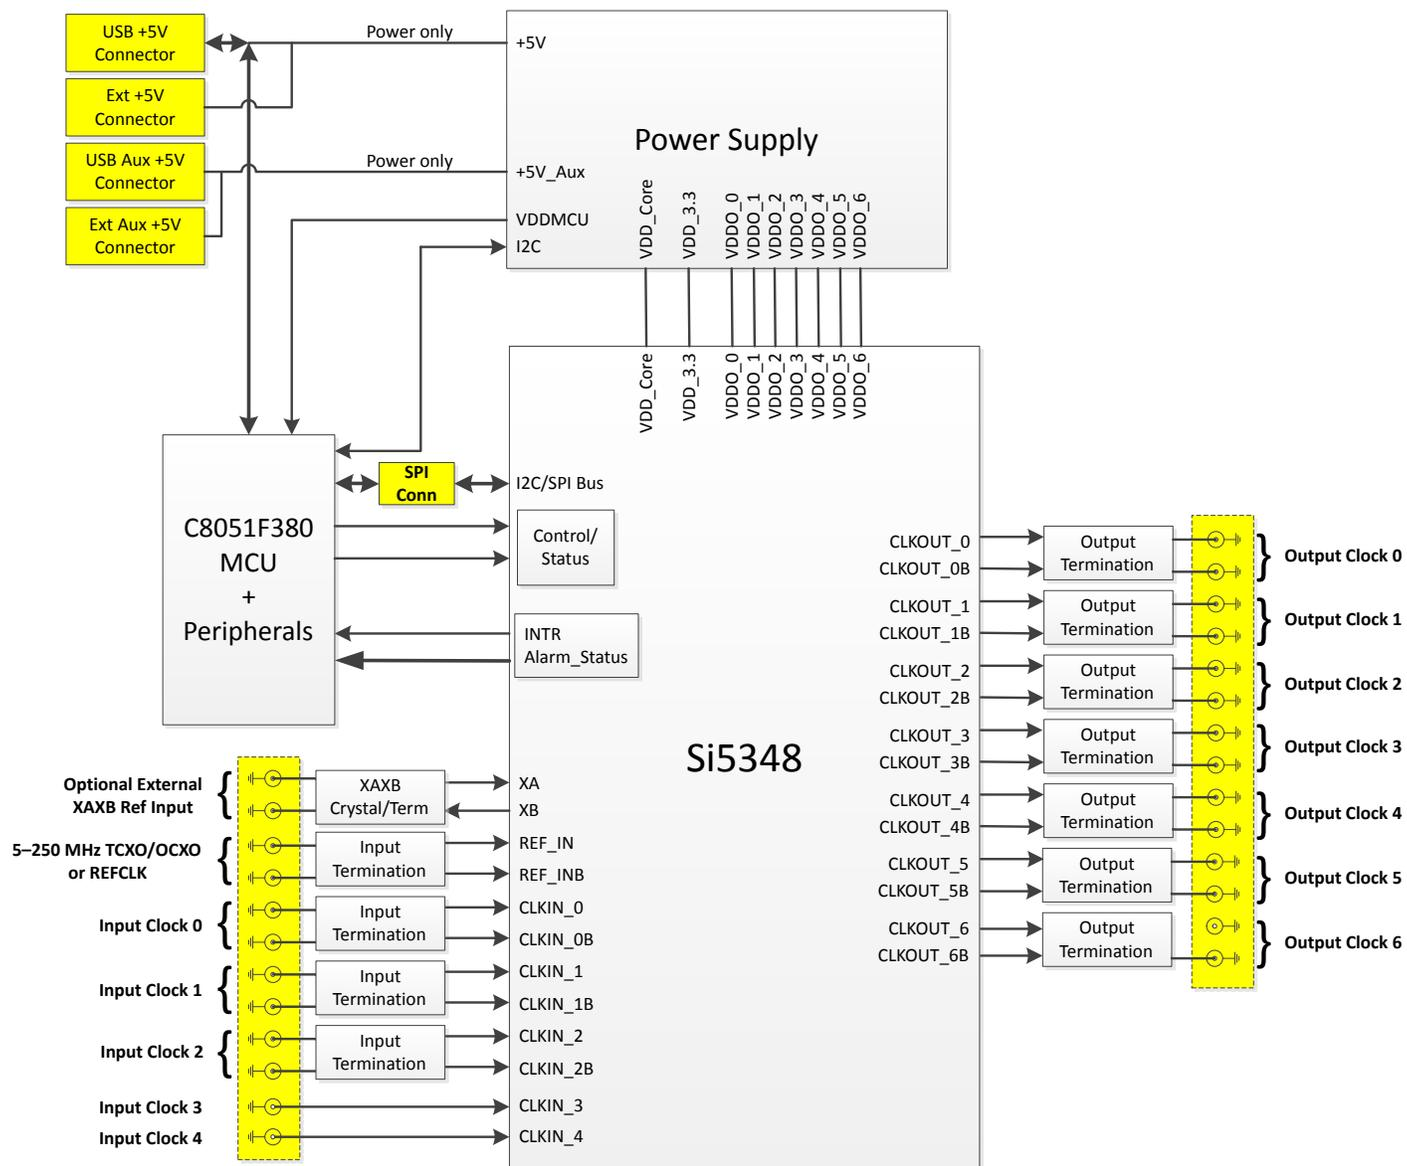 USB +5V
Connector
Ext +5V
Connector
USB Aux +5V
Connector
Ext Aux +5V
Connector
Power only
Power only
+5V
Power Supply
+5V_Aux
VDDMCU
I2C
VDD_Core
VDD_3.3
VDDO_0
VDDO_1
VDDO_2
VDDO_3
VDDO_4
VDDO_5
VDDO_6
VDD_Core
VDD_3.3
VDDO_0
VDDO_1
VDDO_2
VDDO_3
VDDO_4
VDDO_5
VDDO_6
C8051F380
MCU
+
Peripherals
SPI
Conn
I2C/SPI Bus
Control/
Status
INTR
Alarm_Status
Si5348
Optional External
XAXB Ref Input
5–250 MHz TCXO/OCXO
or REFCLK
Input Clock 0
Input Clock 1
Input Clock 2
Input Clock 3
Input Clock 4
XAXB
Crystal/Term
Input
Termination
Input
Termination
Input
Termination
Input
Termination
XA
XB
REF_IN
REF_INB
CLKIN_0
CLKIN_0B
CLKIN_1
CLKIN_1B
CLKIN_2
CLKIN_2B
CLKIN_3
CLKIN_4
CLKOUT_0
CLKOUT_0B
CLKOUT_1
CLKOUT_1B
CLKOUT_2
CLKOUT_2B
CLKOUT_3
CLKOUT_3B
CLKOUT_4
CLKOUT_4B
CLKOUT_5
CLKOUT_5B
CLKOUT_6
CLKOUT_6B
Output
Termination
Output
Termination
Output
Termination
Output
Termination
Output
Termination
Output
Termination
Output
Termination
Output Clock 0
Output Clock 1
Output Clock 2
Output Clock 3
Output Clock 4
Output Clock 5
Output Clock 6